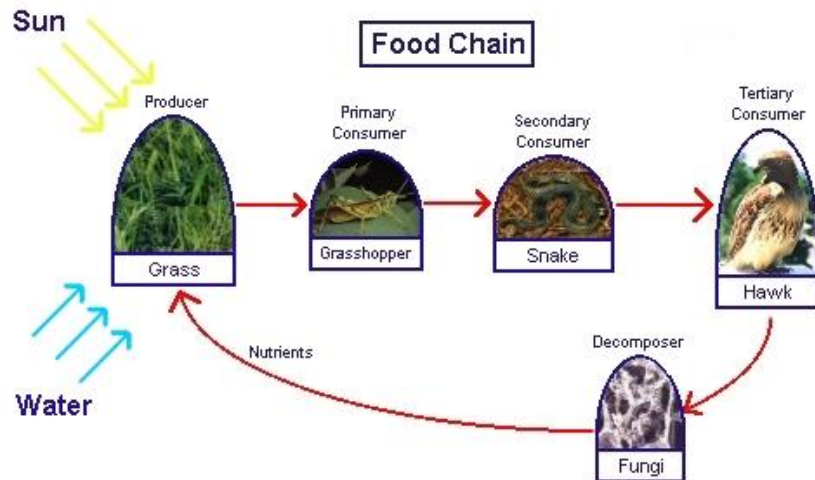 Sun
Food Chain
Producer
Primary
Consumer
Secondary
Consumer
Tertiary
Consumer
Grass
Grasshopper
Snake
Hawk
Nutrients
Decomposer
Water
Fungi